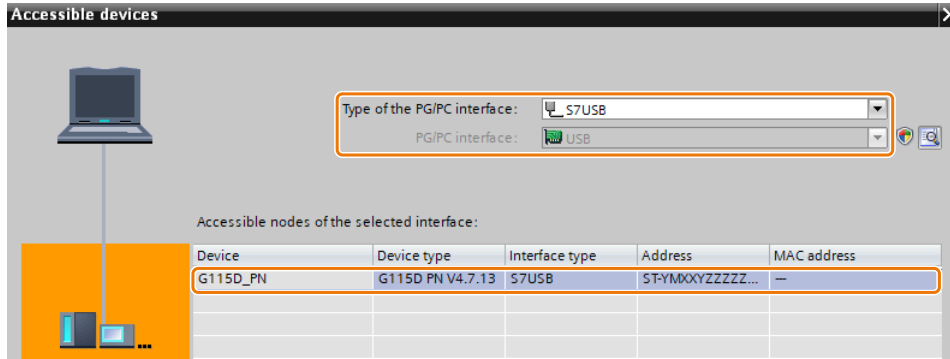 Accessible devices
Type of the PG/PC interface: S7USB
PG/PC interface: USB
Accessible nodes of the selected interface:
Device Device type Interface type Address MAC address
G115D_PN G115D PN V4.7.13 S7USB ST-YMXXYZZZZZ... —
...